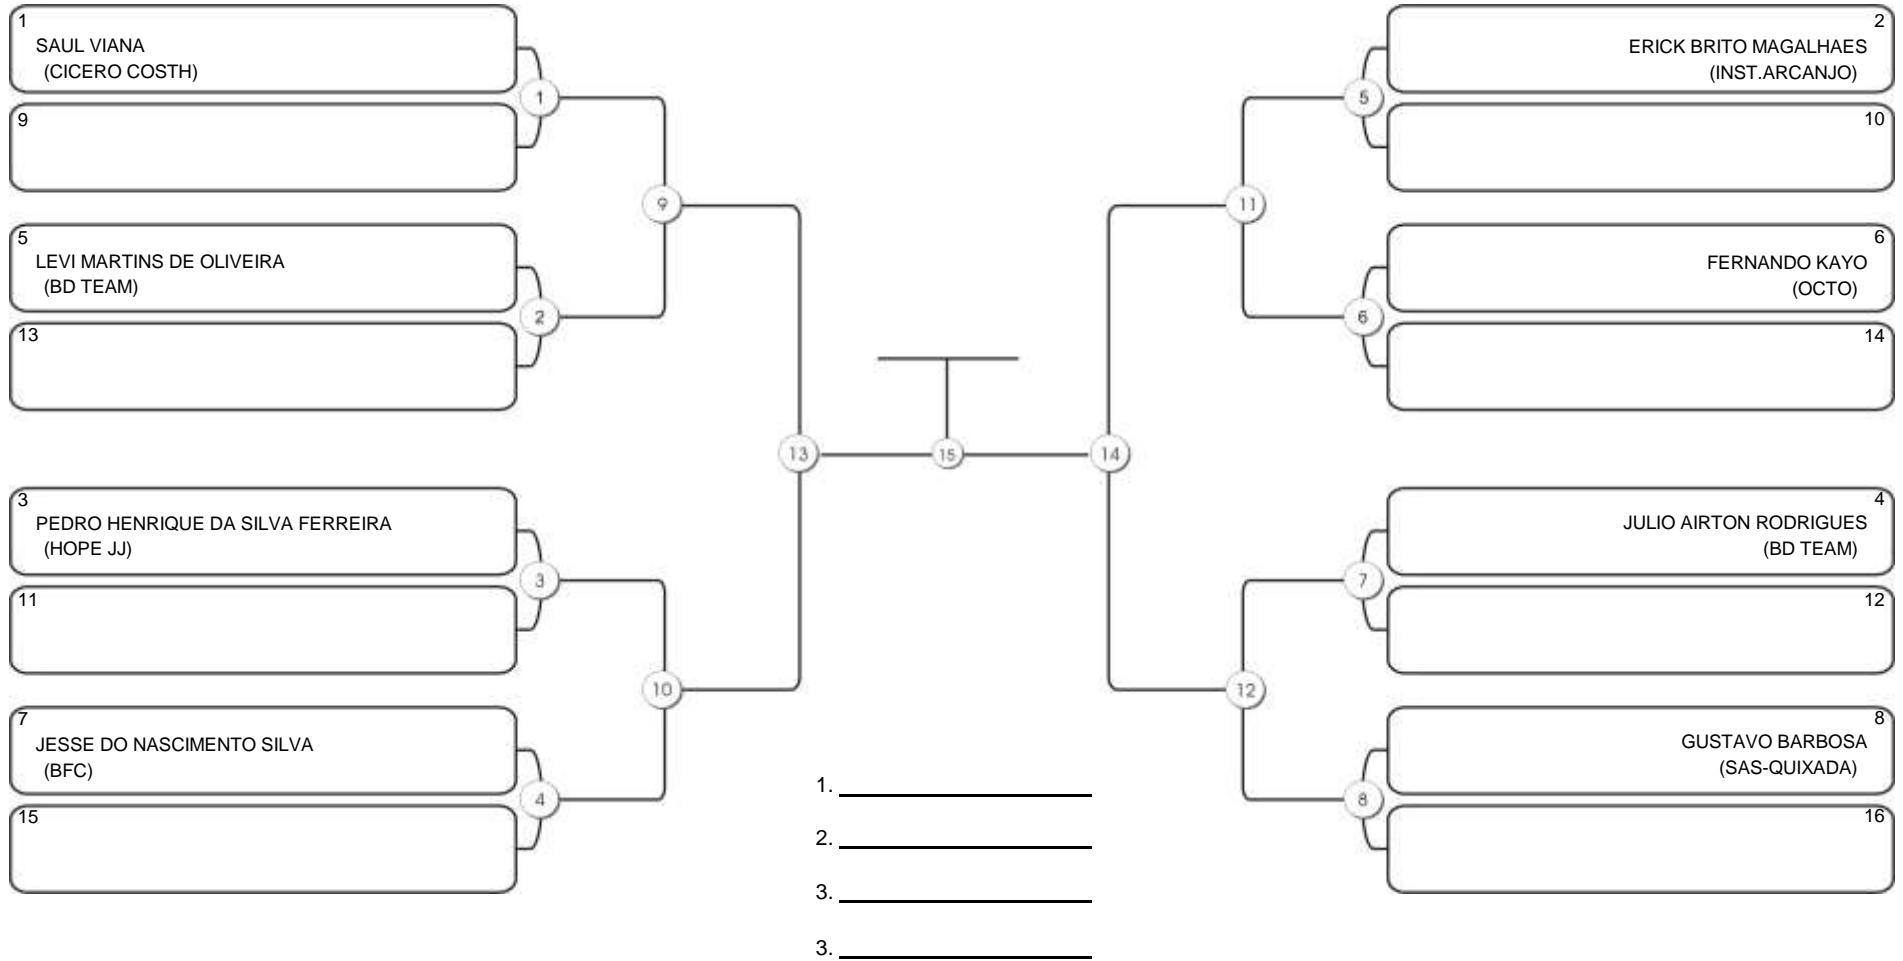 1
SAUL VIANA
(CICERO COSTH)
9
1
5
LEVI MARTINS DE OLIVEIRA
(BD TEAM)
13
2
9
3
PEDRO HENRIQUE DA SILVA FERREIRA
(HOPE JJ)
11
3
7
JESSE DO NASCIMENTO SILVA
(BFC)
15
4
10
13
15
14
2
ERICK BRITO MAGALHAES
(INST.ARCANJO)
10
5
6
FERNANDO KAYO
(OCTO)
14
6
11
4
JULIO AIRTON RODRIGUES
(BD TEAM)
12
7
8
GUSTAVO BARBOSA
(SAS-QUIXADA)
16
8
12
1.
2.
3.
3.